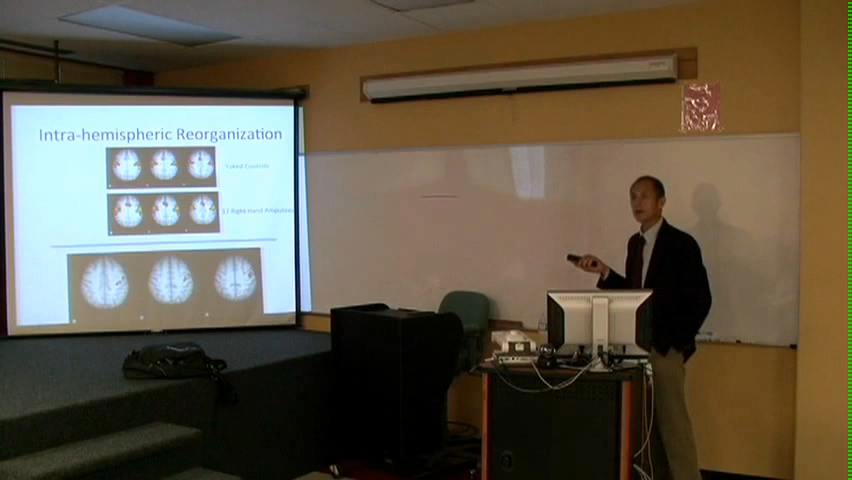 Intra-hemispheric Reorganization
Yoked Controls
17 Right Hand Amputees